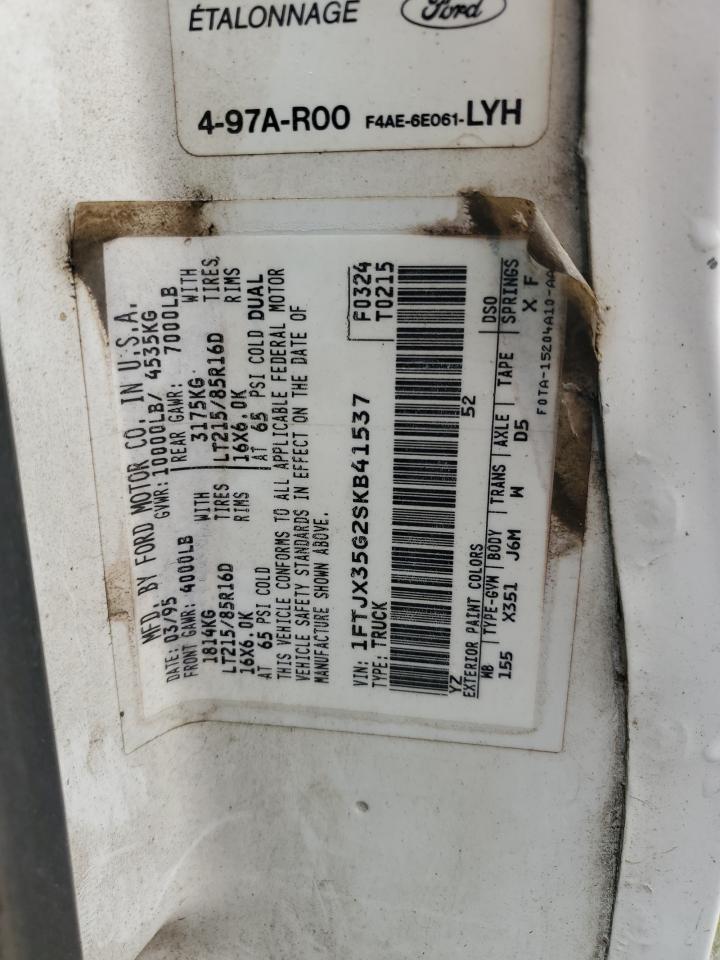 ÉTALONNAGE
Ford
4-97A-R00 F4AE-6E061-LYH
MFD. BY FORD MOTOR CO. IN U.S.A.
DATE: 03/95 GVWR: 10000LB/ 4535KG
FRONT GAWR: 4000LB REAR GAWR: 7000LB
1814KG WITH 3175KG WITH
LT215/85R16D TIRES LT215/85R16D TIRES,
16X6.0K RIMS 16X6.0K RIMS
AT 65 PSI COLD AT 65 PSI COLD DUAL
THIS VEHICLE CONFORMS TO ALL APPLICABLE FEDERAL MOTOR
VEHICLE SAFETY STANDARDS IN EFFECT ON THE DATE OF
MANUFACTURE SHOWN ABOVE.
VIN: 1FTJX35G2SKB41537 F0324
TYPE: TRUCK T0215
YZ 52
EXTERIOR PAINT COLORS DSO
WB TYPE-GVM BODY TRANS AXLE TAPE SPRINGS
155 X351 J6M W D5 X F
F0TA-15204A10-AA